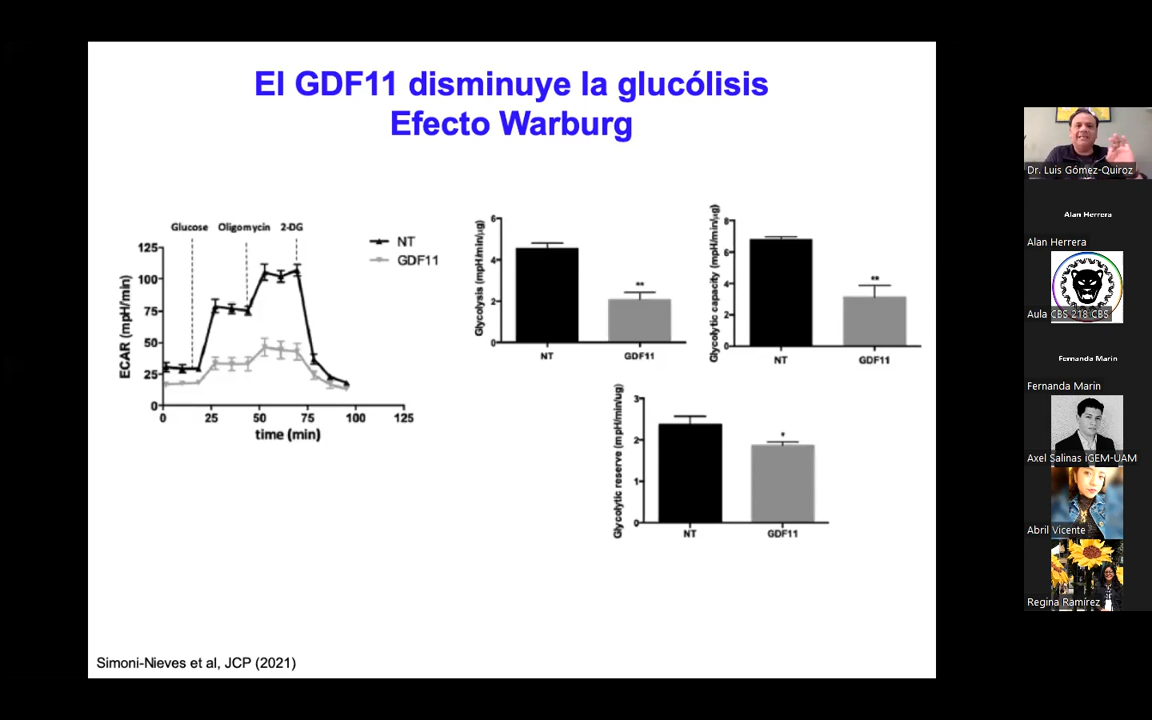 El GDF11 disminuye la glucólisis
Efecto Warburg
Glucose Oligomycin 2-DG
NT
GDF11
ECAR (mpH/min)
125
100
75
50
25
0
0 25 50 75 100 125
time (min)
Glycolysis (mpH/min/µg)
6
4
2
0
**
NT GDF11
Glycolytic capacity (mpH/min/µg)
8
6
4
2
0
**
NT GDF11
Glycolytic reserve (mpH/min/ug)
3
2
1
0
*
NT GDF11
Simoni-Nieves et al, JCP (2021)
Dr. Luis Gómez-Quiroz
Alan Herrera
Alan Herrera
Aula CBS 218 CBS
Fernanda Marin
Fernanda Marin
Axel Salinas iGEM-UAM
Abril Vicente
Regina Ramírez